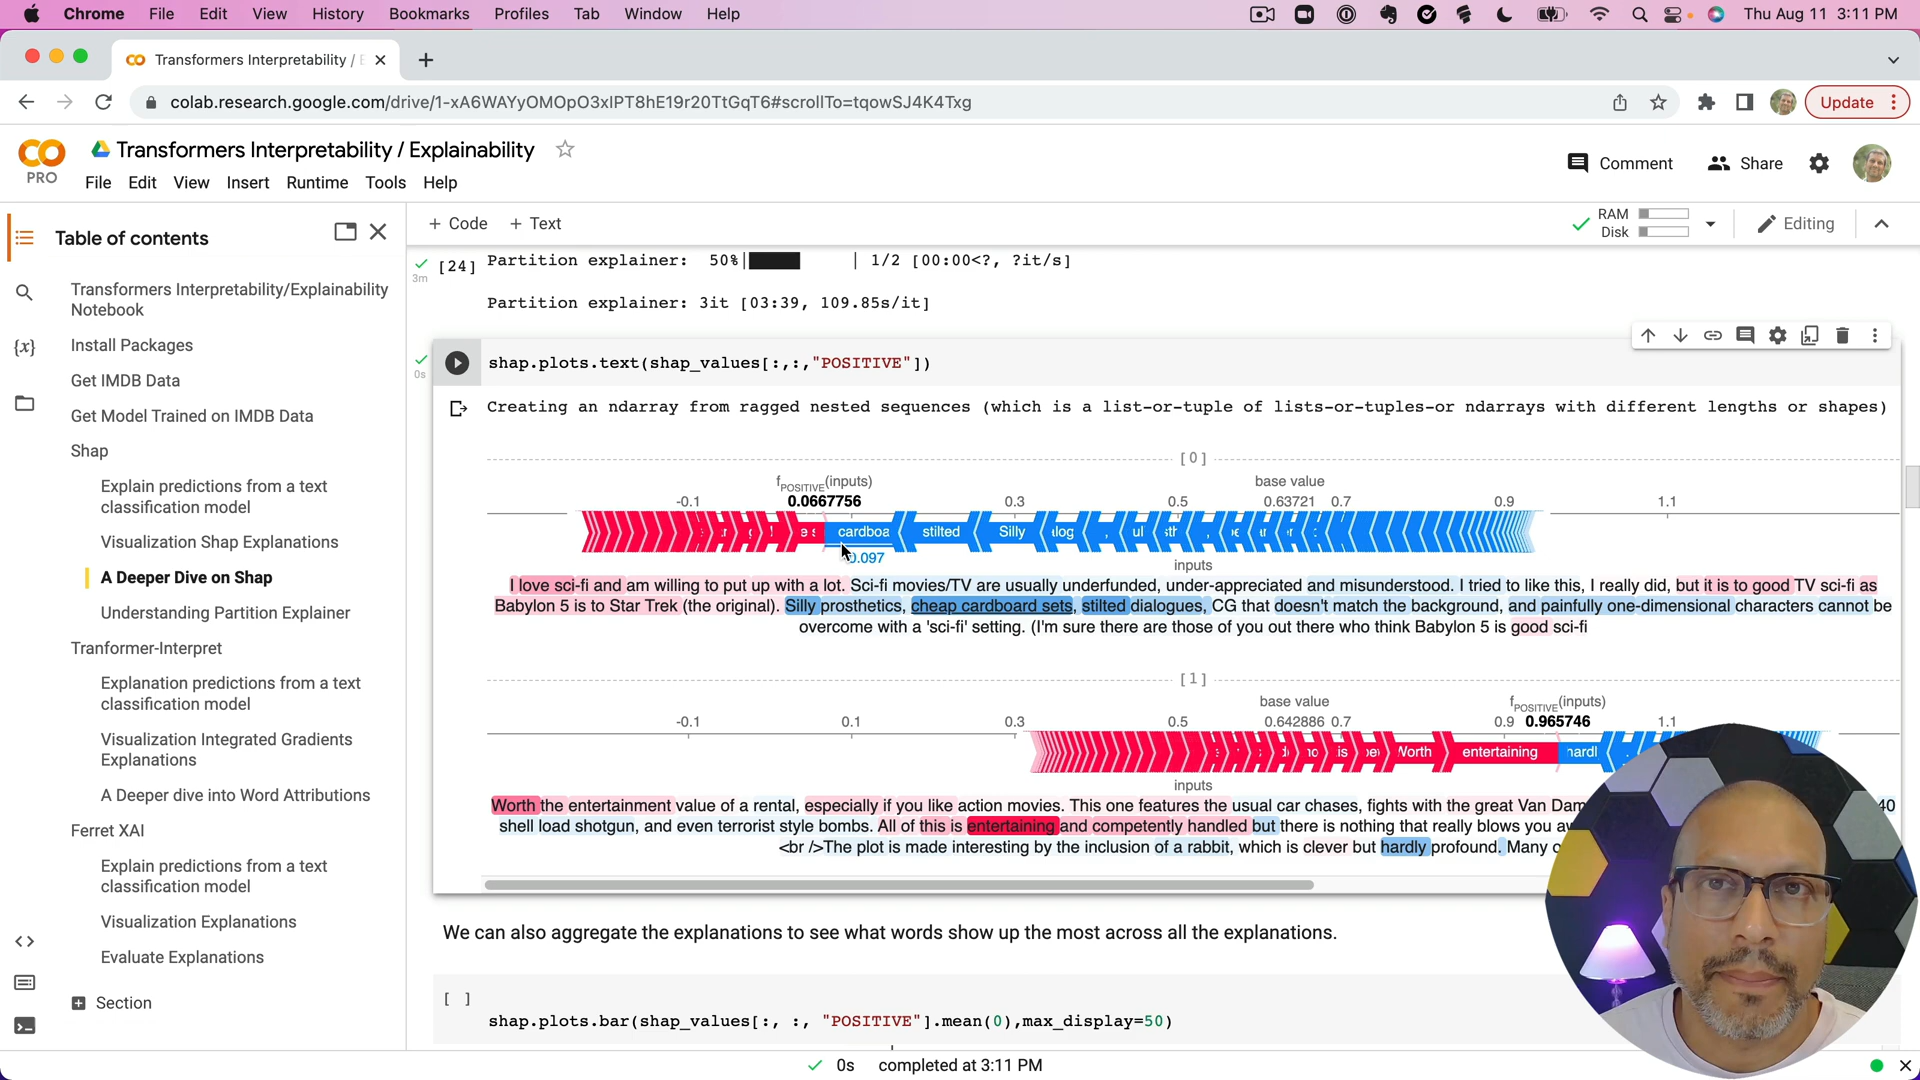 Chrome File Edit View History Bookmarks Profiles Tab Window Help Thu Aug 11 3:11 PM
Transformers Interpretability /
colab.research.google.com/drive/1-xA6WAYyOMOpO3xIPT8hE19r20TtGqT6#scrollTo=tqowSJ4K4Txg
Update
Transformers Interpretability / Explainability
PRO
File Edit View Insert Runtime Tools Help
Comment Share
+ Code + Text
RAM
Disk
Editing
Table of contents
Transformers Interpretability/Explainability
Notebook
Install Packages
Get IMDB Data
Get Model Trained on IMDB Data
Shap
Explain predictions from a text
classification model
Visualization Shap Explanations
A Deeper Dive on Shap
Understanding Partition Explainer
Tranformer-Interpret
Explanation predictions from a text
classification model
Visualization Integrated Gradients
Explanations
A Deeper dive into Word Attributions
Ferret XAI
Explain predictions from a text
classification model
Visualization Explanations
Evaluate Explanations
Section
{x}
3m
[24] Partition explainer: 50%| | 1/2 [00:00<?, ?it/s]
Partition explainer: 3it [03:39, 109.85s/it]
0s
shap.plots.text(shap_values[:,:,"POSITIVE"])
Creating an ndarray from ragged nested sequences (which is a list-or-tuple of lists-or-tuples-or ndarrays with different lengths or shapes)
[0]
fPOSITIVE(inputs) base value
-0.1 0.0667756 0.3 0.5 0.63721 0.7 0.9 1.1
e s cardboa stilted Silly log , ul sth
0.097
inputs
I love sci-fi and am willing to put up with a lot. Sci-fi movies/TV are usually underfunded, under-appreciated and misunderstood. I tried to like this, I really did, but it is to good TV sci-fi as
Babylon 5 is to Star Trek (the original). Silly prosthetics, cheap cardboard sets, stilted dialogues, CG that doesn't match the background, and painfully one-dimensional characters cannot be
overcome with a 'sci-fi' setting. (I'm sure there are those of you out there who think Babylon 5 is good sci-fi
[1]
base value fPOSITIVE(inputs)
-0.1 0.1 0.3 0.5 0.642886 0.7 0.9 0.965746 1.1
is Worth entertaining hardl
inputs
Worth the entertainment value of a rental, especially if you like action movies. This one features the usual car chases, fights with the great Van Dam 40
shell load shotgun, and even terrorist style bombs. All of this is entertaining and competently handled but there is nothing that really blows you
<br />The plot is made interesting by the inclusion of a rabbit, which is clever but hardly profound. Many
We can also aggregate the explanations to see what words show up the most across all the explanations.
[ ]
shap.plots.bar(shap_values[:, :, "POSITIVE"].mean(0),max_display=50)
0s completed at 3:11 PM